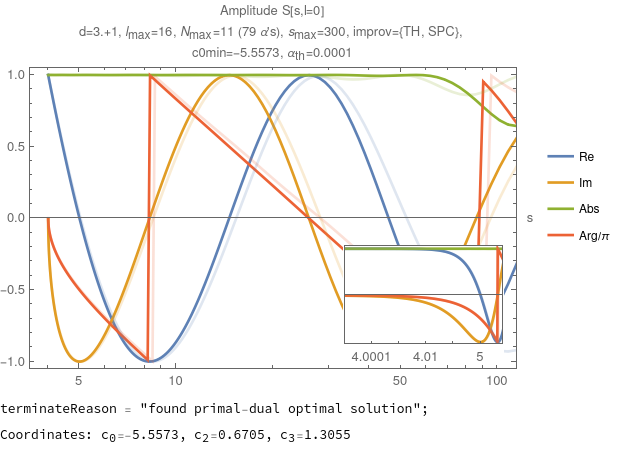 Amplitude S[s,l=0]
d=3.+1, lmax=16, Nmax=11 (79 α's), smax=300, improv={TH, SPC},
c0min=-5.5573, αth=0.0001
1.0
0.5
0.0
-0.5
-1.0
5
10
50
100
s
4.0001
4.01
5
Re
Im
Abs
Arg/π
terminateReason = "found primal-dual optimal solution";
Coordinates: c0=-5.5573, c2=0.6705, c3=1.3055